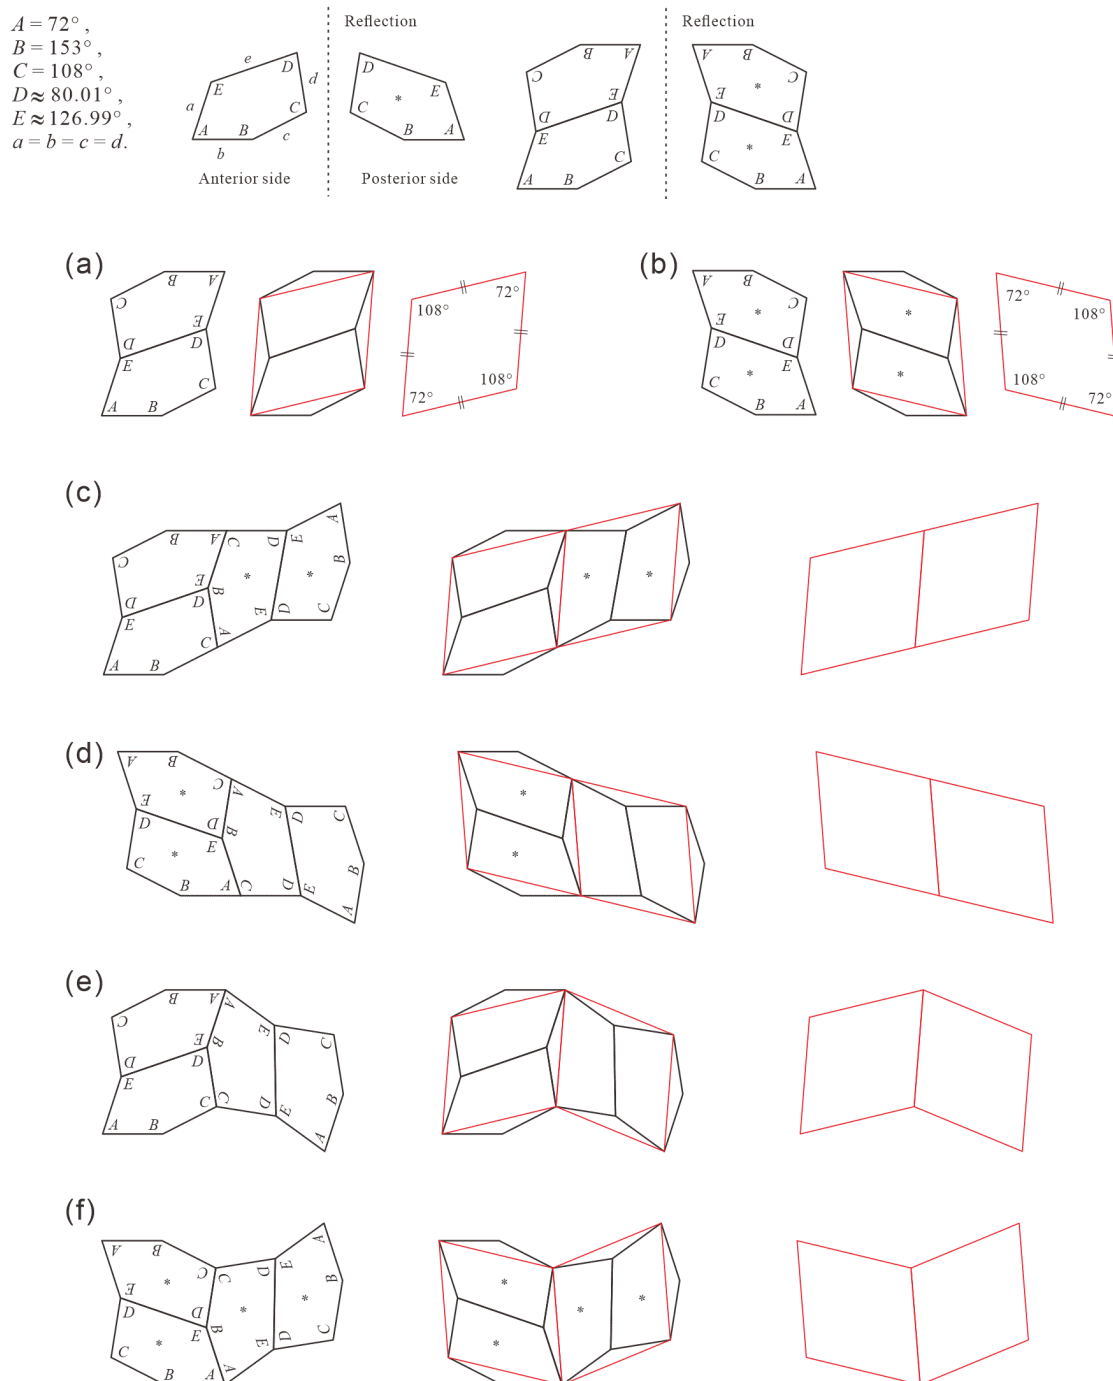 A = 72° ,
B = 153° ,
C = 108° ,
D ≈ 80.01° ,
E ≈ 126.99° ,
a = b = c = d.
e
D
d
E
a
C
A B
c
b
Anterior side
Reflection
D
E
*
C
B A
Posterior side
B A
C
E
D D
E
C
A B
Reflection
A B
C
*
E
D D
E
*
C
B A
(a)
B A
C
E
D D
E
C
A B
72°
108°
108°
72°
(b)
A B
C
*
E
D D
E
*
C
B A
*
*
72°
108°
108°
72°
(c)
A
B A C D E
C
B
* *
E
D D B
E E D C
C A
A B
* *
(d)
A B
C A
* E D C
E
D D B
E B
*
C
B A C D E
A
*
*
(e)
B A A
C E D C
E B
D D
E B
C C D E
A B A
(f)
A
A B D E
C C
* B
E * *
D D B
E E D C
*
C A
B A
*
* *
*